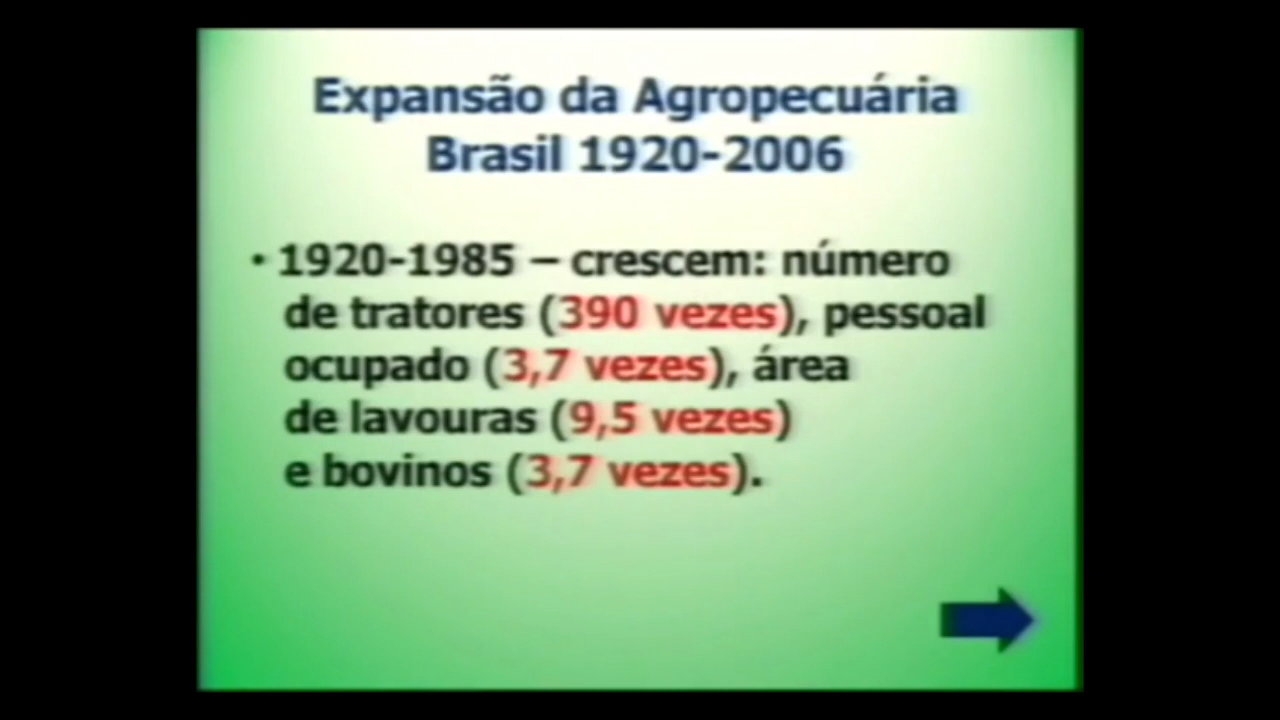 Expansão da Agropecuária
Brasil 1920-2006
• 1920-1985 – crescem: número
de tratores (390 vezes), pessoal
ocupado (3,7 vezes), área
de lavouras (9,5 vezes)
e bovinos (3,7 vezes).